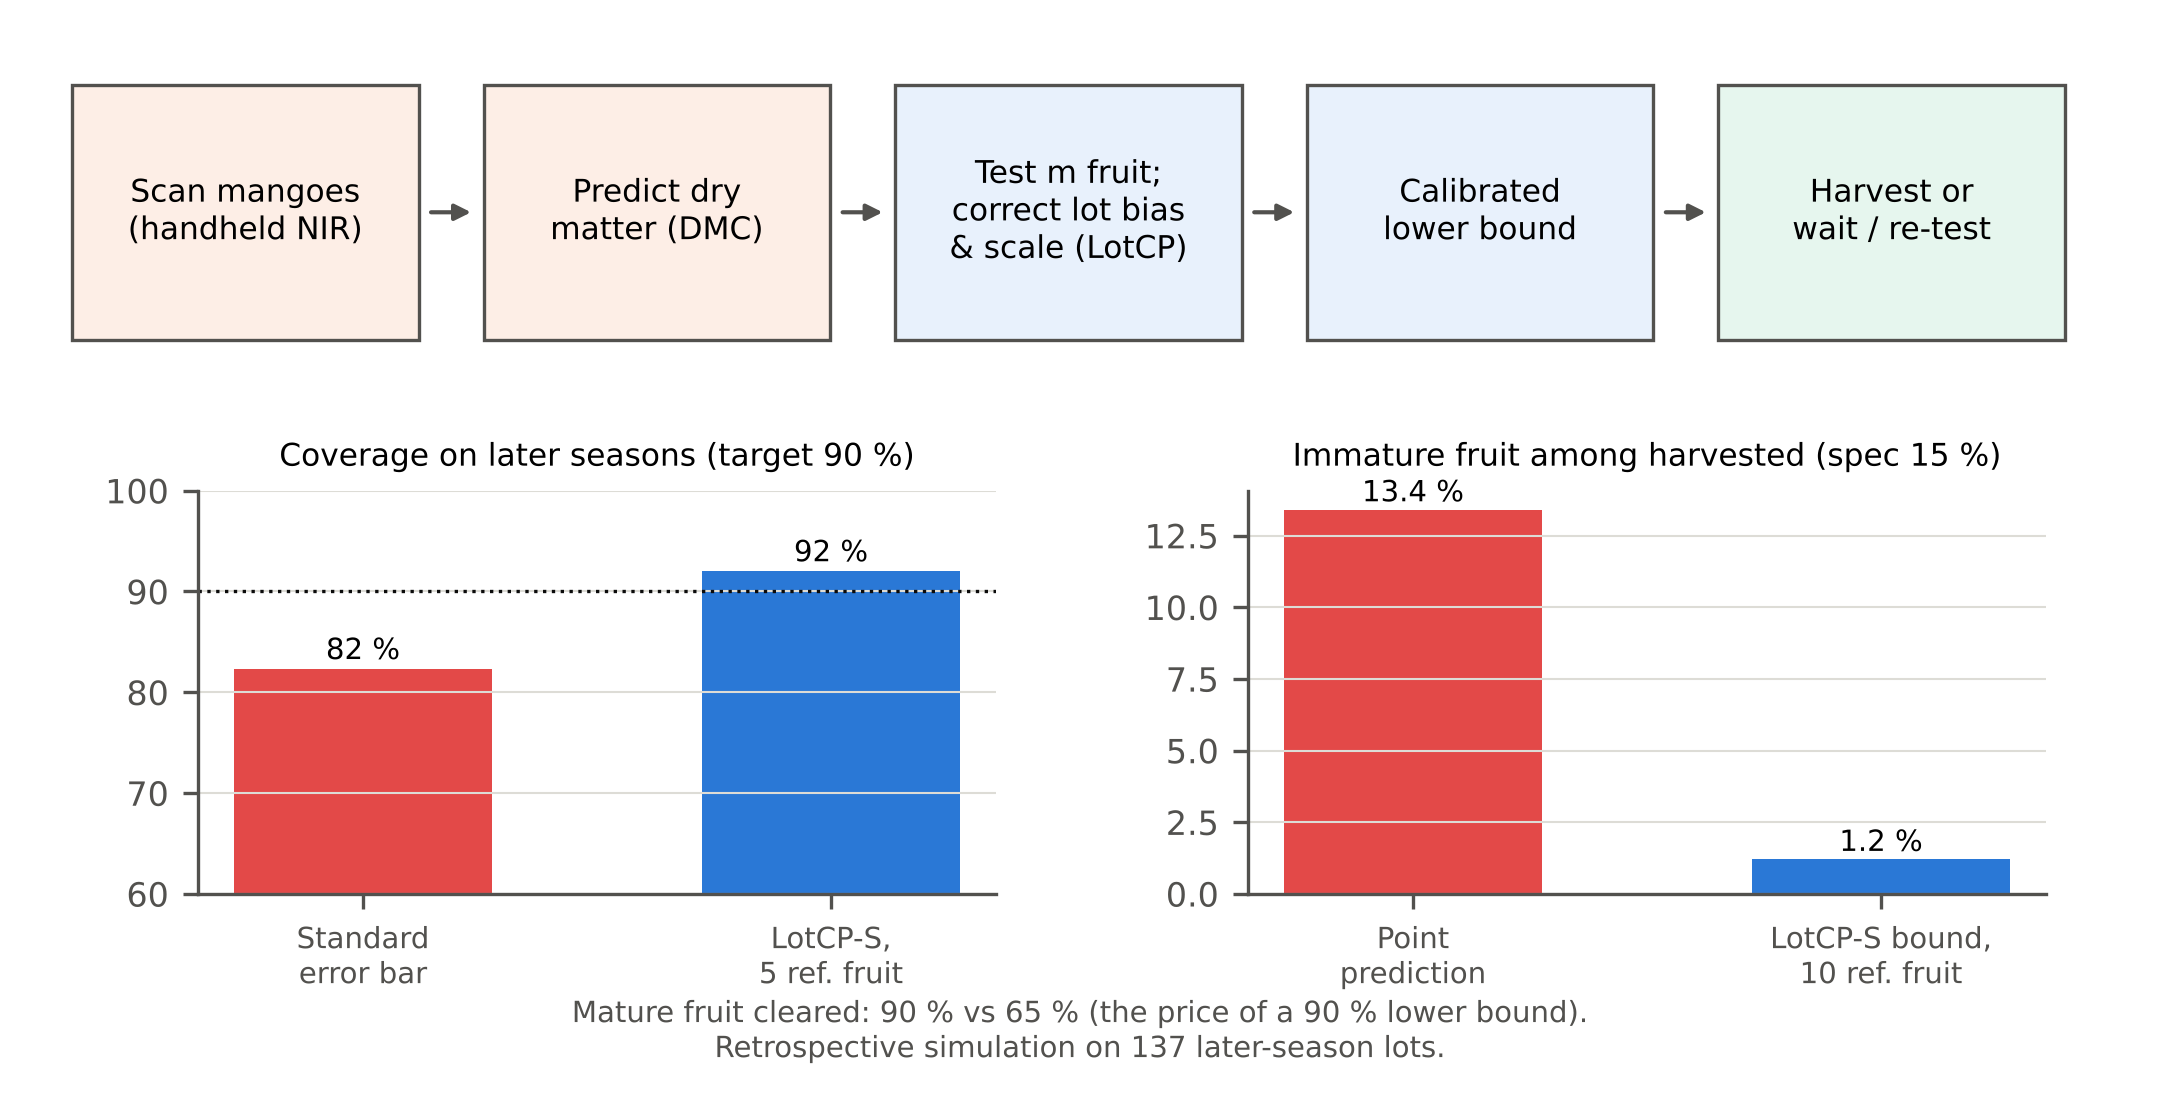 Scan mangoes
(handheld NIR)
Predict dry
matter (DMC)
Test m fruit;
correct lot bias
& scale (LotCP)
Calibrated
lower bound
Harvest or
wait / re-test
Coverage on later seasons (target 90 %)
100
90
80
70
60
82 %
92 %
Standard
error bar
LotCP-S,
5 ref. fruit
Immature fruit among harvested (spec 15 %)
12.5
10.0
7.5
5.0
2.5
0.0
13.4 %
1.2 %
Point
prediction
LotCP-S bound,
10 ref. fruit
Mature fruit cleared: 90 % vs 65 % (the price of a 90 % lower bound).
Retrospective simulation on 137 later-season lots.